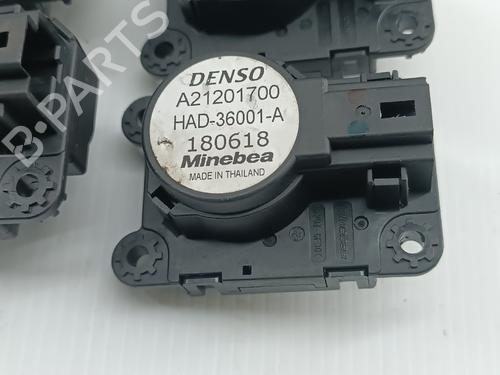 DENSO
A21201700
HAD-36001-A
180618
Minebea
MADE IN THAILAND
B-PARTS